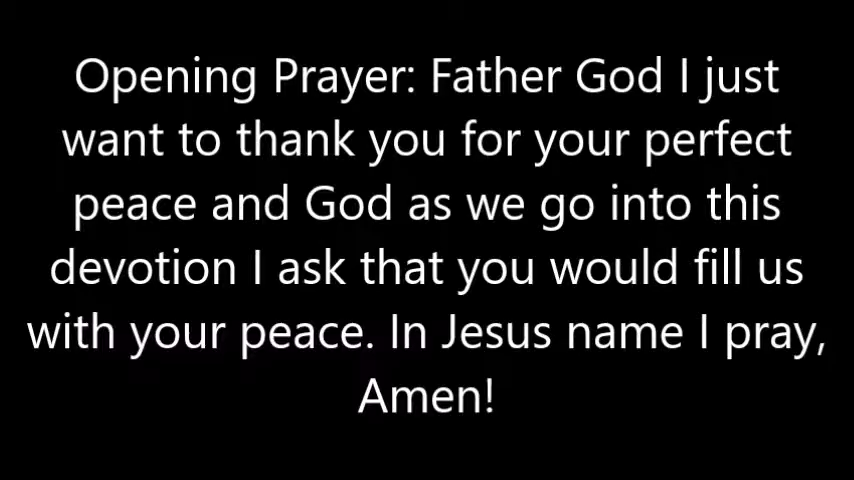 Opening Prayer: Father God I just
want to thank you for your perfect
peace and God as we go into this
devotion I ask that you would fill us
with your peace. In Jesus name I pray,
Amen!